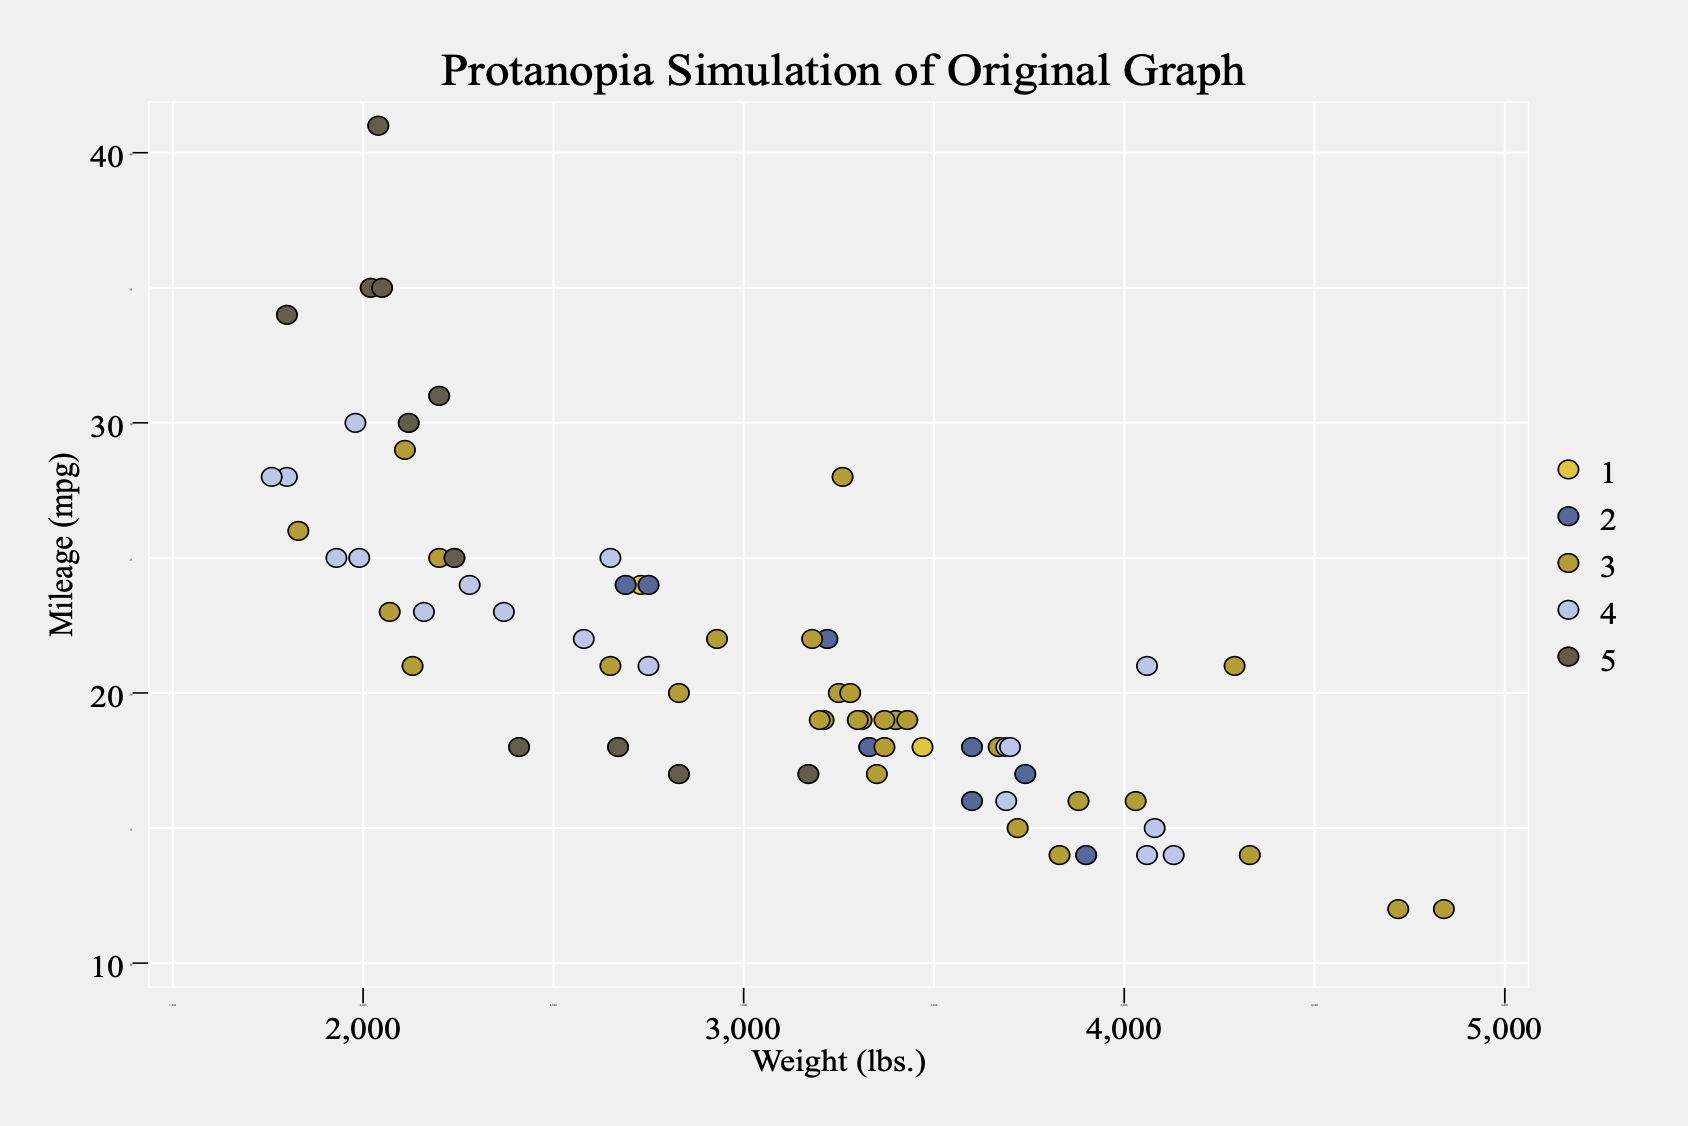 Protanopia Simulation of Original Graph
40
30
20
10
Mileage (mpg)
2,000 3,000 4,000 5,000
Weight (lbs.)
1
2
3
4
5